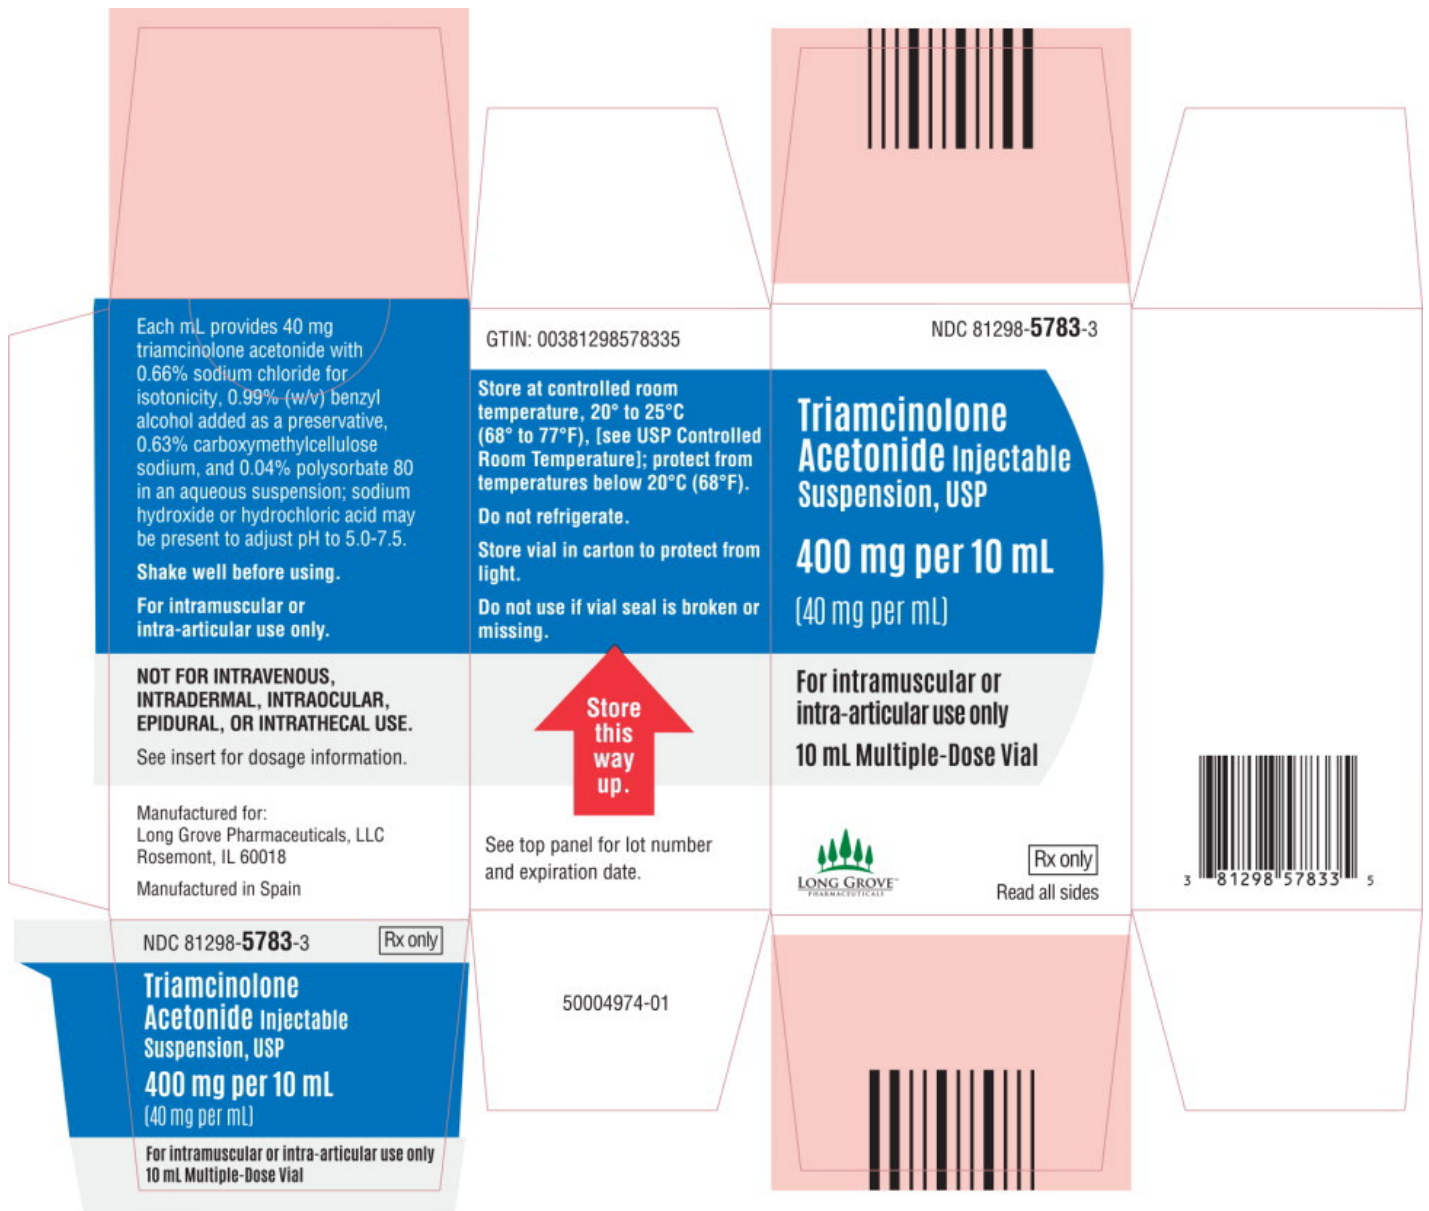 Each mL provides 40 mg
triamcinolone acetonide with
0.66% sodium chloride for
isotonicity, 0.99% (w/v) benzyl
alcohol added as a preservative,
0.63% carboxymethylcellulose
sodium, and 0.04% polysorbate 80
in an aqueous suspension; sodium
hydroxide or hydrochloric acid may
be present to adjust pH to 5.0-7.5.
Shake well before using.
For intramuscular or
intra-articular use only.
NOT FOR INTRAVENOUS,
INTRADERMAL, INTRAOCULAR,
EPIDURAL, OR INTRATHECAL USE.
See insert for dosage information.
Manufactured for:
Long Grove Pharmaceuticals, LLC
Rosemont, IL 60018
Manufactured in Spain
GTIN: 00381298578335
Store at controlled room
temperature, 20° to 25°C
(68° to 77°F), [see USP Controlled
Room Temperature]; protect from
temperatures below 20°C (68°F).
Do not refrigerate.
Store vial in carton to protect from
light.
Do not use if vial seal is broken or
missing.
Store
this
way
up.
See top panel for lot number
and expiration date.
NDC 81298-5783-3
Triamcinolone
Acetonide Injectable
Suspension, USP
400 mg per 10 mL
(40 mg per mL)
For intramuscular or
intra-articular use only
10 mL Multiple-Dose Vial
LONG GROVE™
PHARMACEUTICALS
Rx only
Read all sides
3 81298 57833 5
NDC 81298-5783-3
Rx only
Triamcinolone
Acetonide Injectable
Suspension, USP
400 mg per 10 mL
(40 mg per mL)
For intramuscular or intra-articular use only
10 mL Multiple-Dose Vial
50004974-01